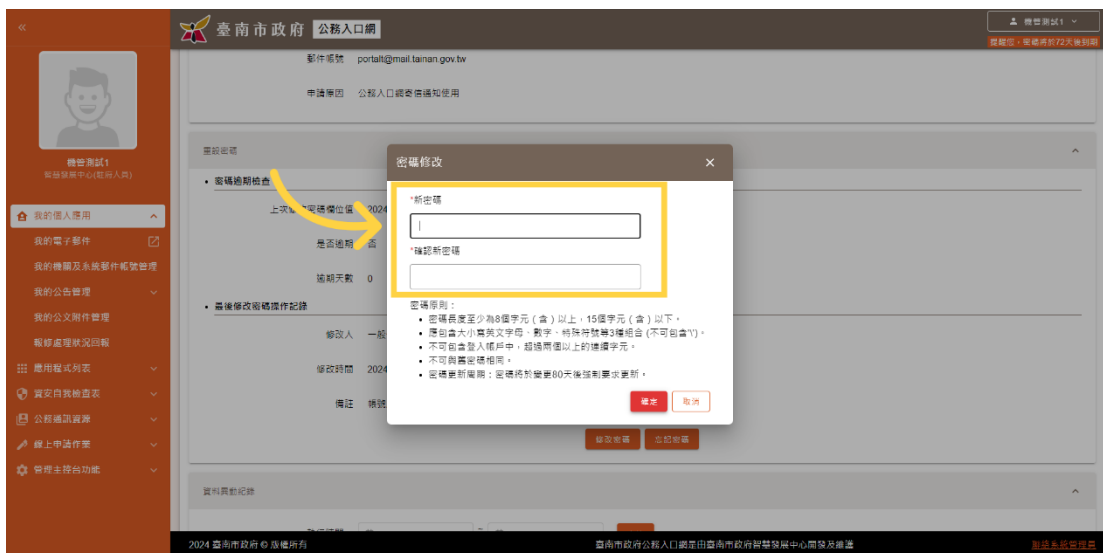 臺南市政府 公務入口網
機管測試1
提醒您，密碼將於72天後到期
機管測試1
智慧發展中心(駐府人員)
我的個人應用
我的電子郵件
我的機關及系統郵件帳號管理
我的公告管理
我的公文附件管理
報修處理狀況回報
應用程式列表
資安自我檢查表
公務通訊資源
線上申請作業
管理主控台功能
郵件帳號 portalt@mail.tainan.gov.tw
申請原因 公務入口網寄信通知使用
重設密碼
• 密碼逾期檢查
2024
是否逾期 否
逾期天數 0
• 最後修改密碼操作記錄
修改人 一般
修改時間 2024
備註 帳號
密碼修改
*新密碼
*確認新密碼
密碼原則：
• 密碼長度至少為8個字元（含）以上，15個字元（含）以下。
• 應包含大小寫英文字母、數字、特殊符號等3種組合 (不可包含'\')。
• 不可包含登入帳戶中，超過兩個以上的連續字元。
• 不可與舊密碼相同。
• 密碼更新周期：密碼將於變更80天後強制要求更新。
確定 取消
修改密碼 忘記密碼
資料異動紀錄
2024 臺南市政府 © 版權所有
臺南市政府公務入口網是由臺南市政府智慧發展中心開發及維護
聯絡系統管理員